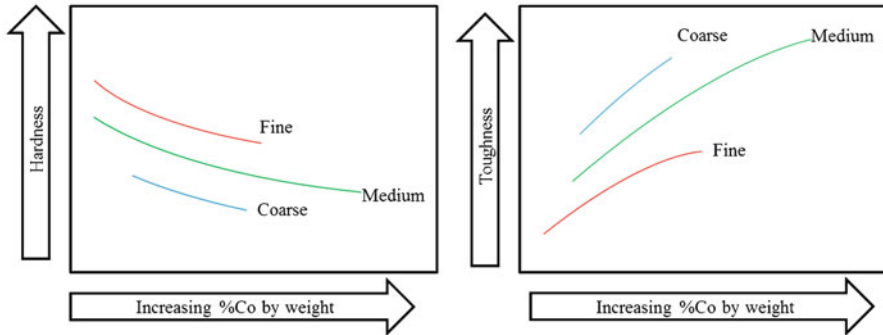 Hardness
Fine
Medium
Coarse
Increasing %Co by weight
Toughness
Coarse
Medium
Fine
Increasing %Co by weight